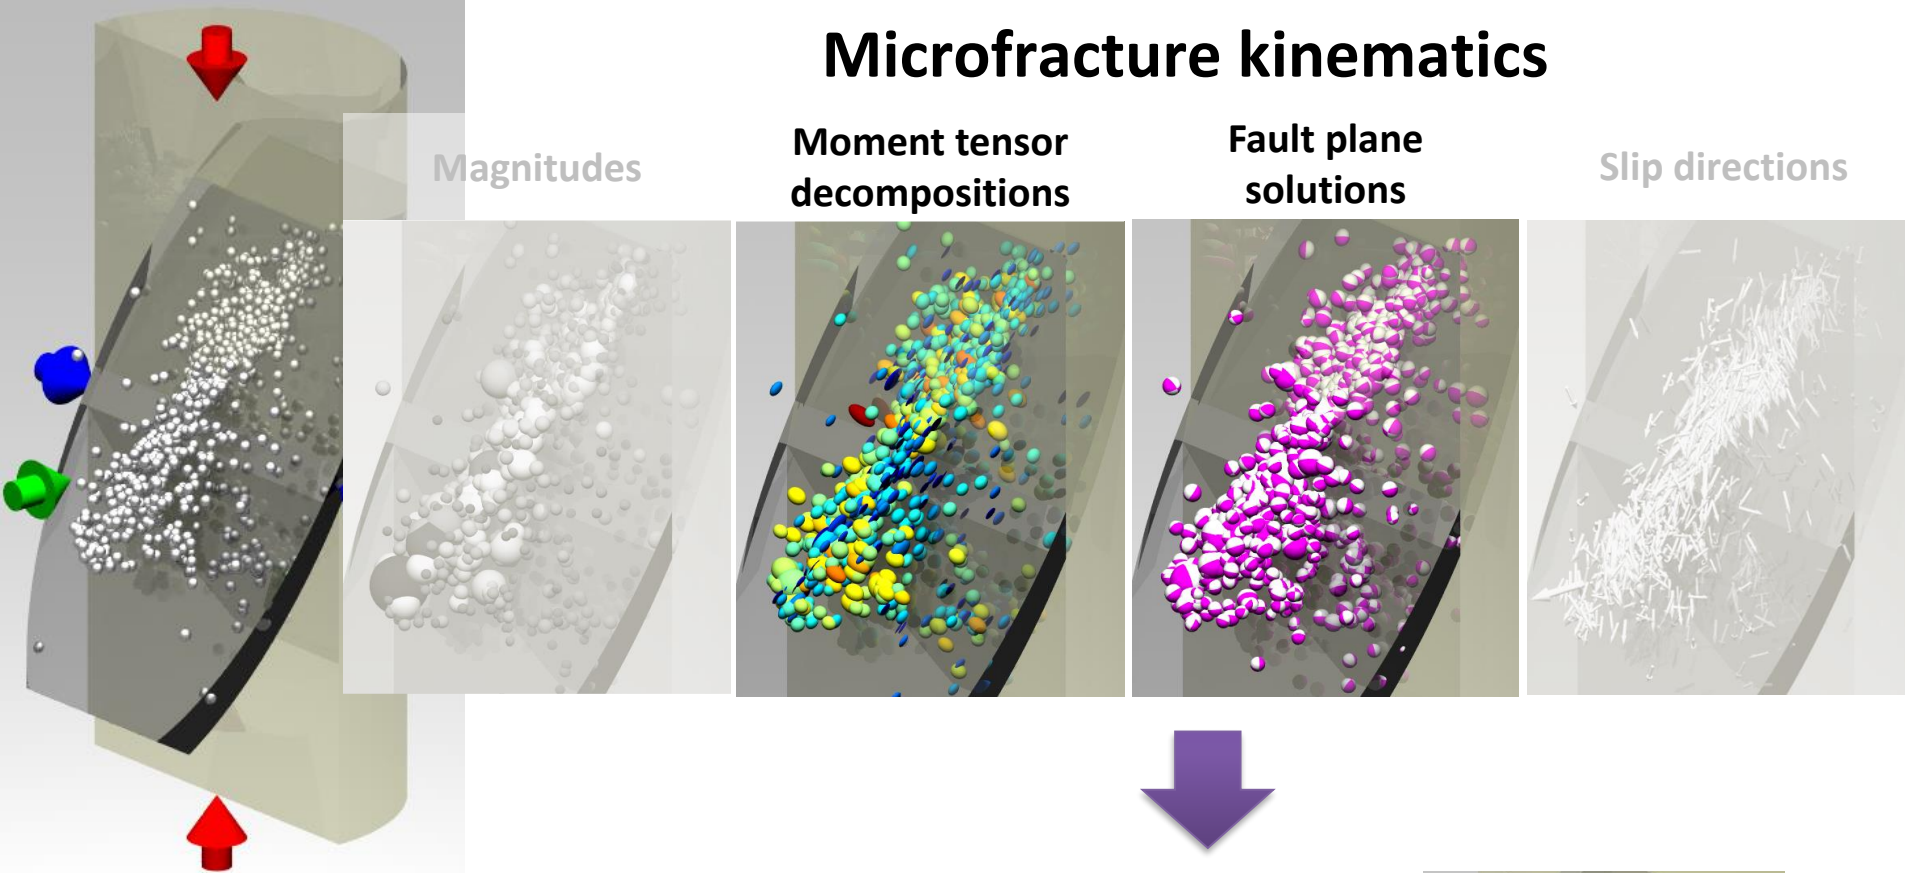 Microfracture kinematics
Magnitudes
Moment tensor
decompositions
Fault plane
solutions
Slip directions